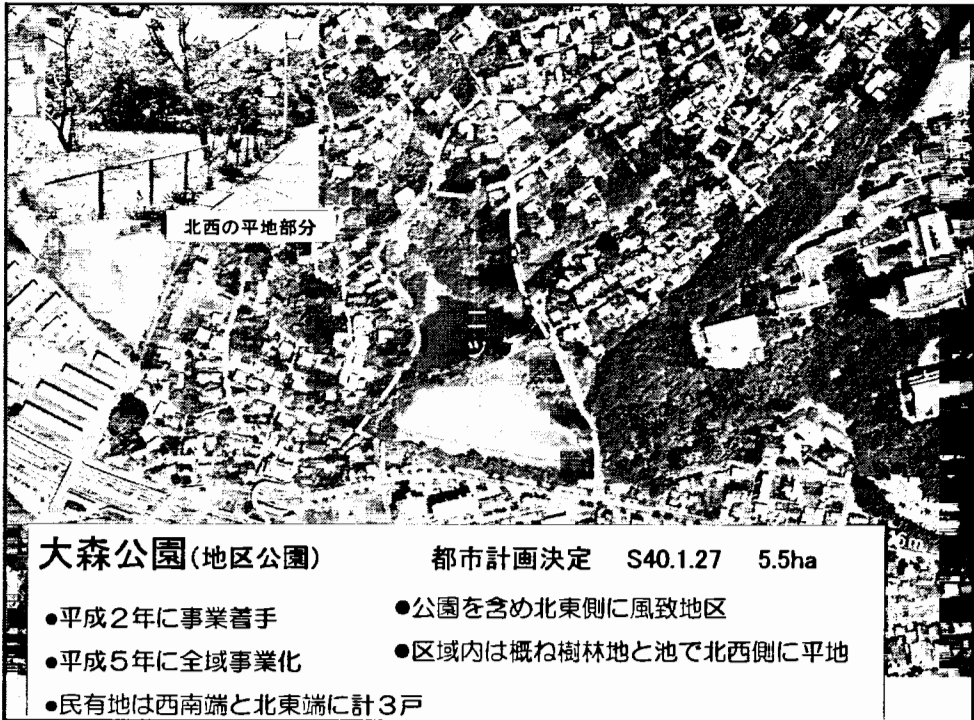 北西の平地部分
大森公園(地区公園) 都市計画決定 S40.1.27 5.5ha
●平成2年に事業着手
●平成5年に全域事業化
●民有地は西南端と北東端に計3戸
●公園を含め北東側に風致地区
●区域内は概ね樹林地と池で北西側に平地